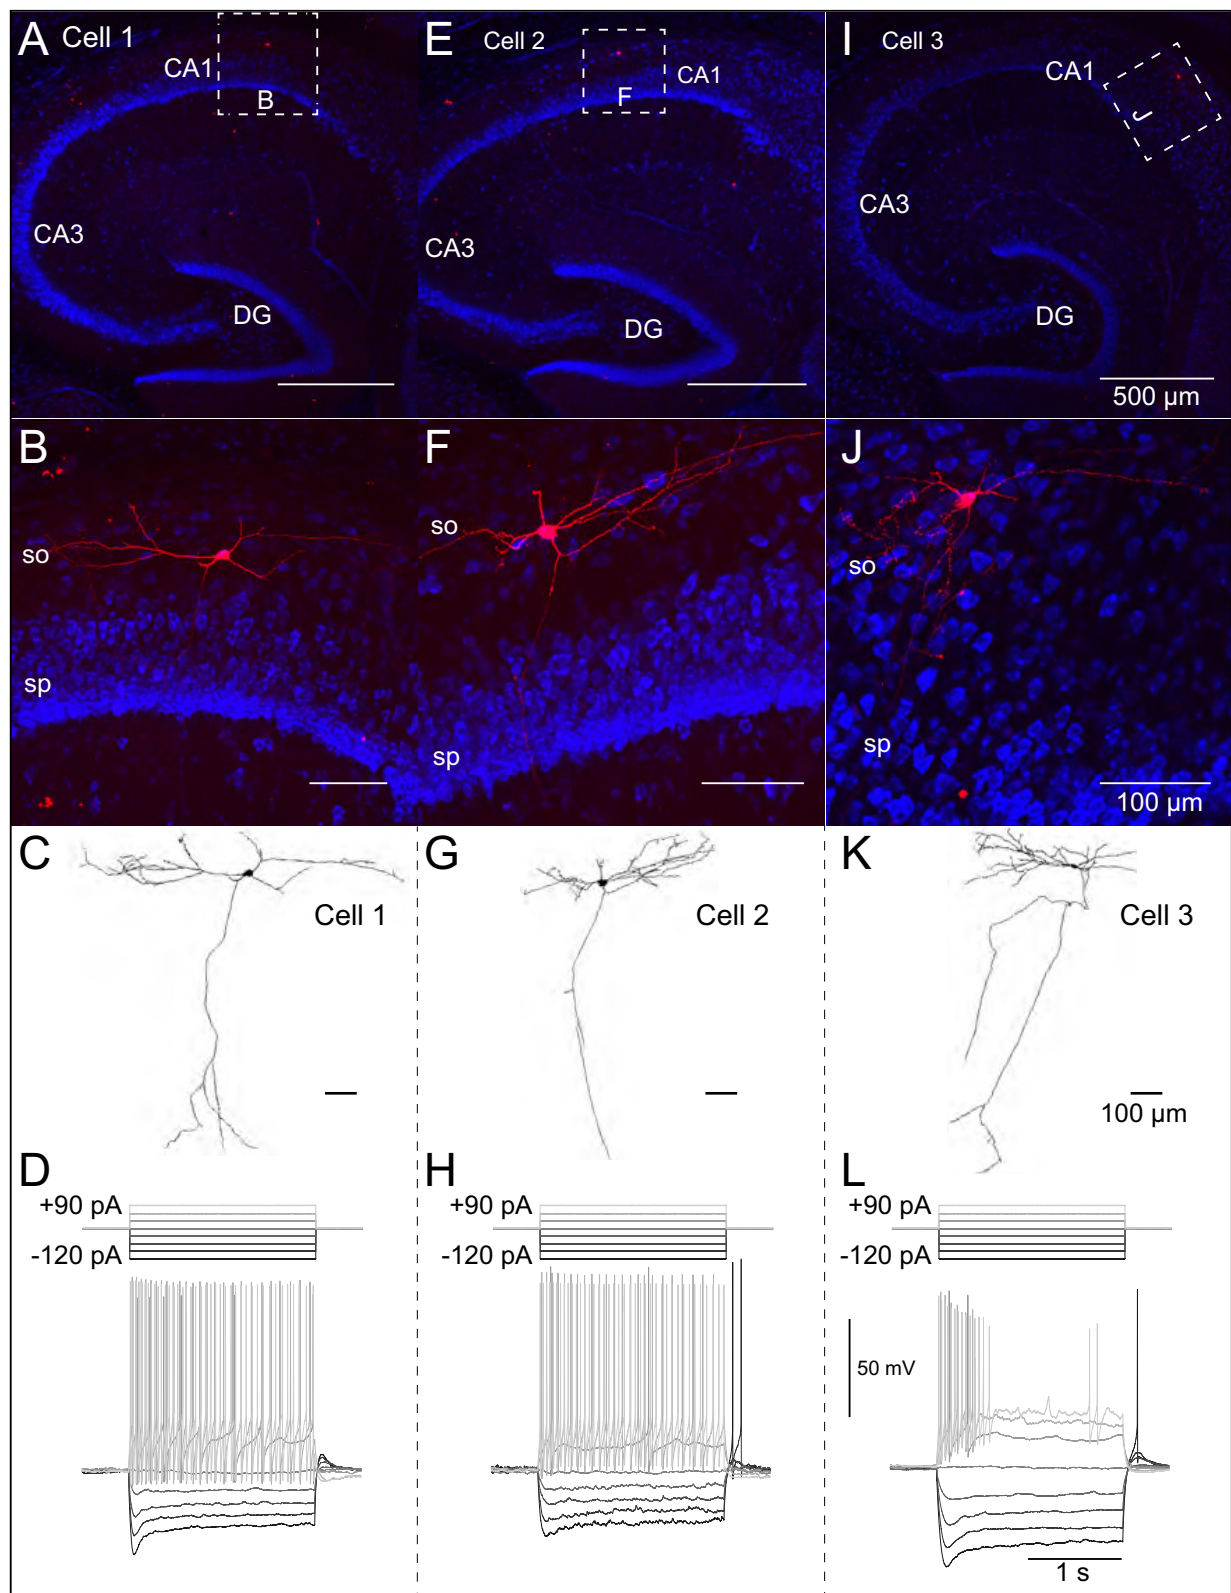 A Cell 1
CA1
B
CA3
DG
E Cell 2
CA1
F
CA3
DG
I Cell 3
CA1
J
CA3
DG
500 µm
B
so
sp
F
so
sp
J
so
sp
100 µm
C
Cell 1
G
Cell 2
K
Cell 3
100 µm
D
+90 pA
-120 pA
H
+90 pA
-120 pA
L
+90 pA
-120 pA
50 mV
1 s